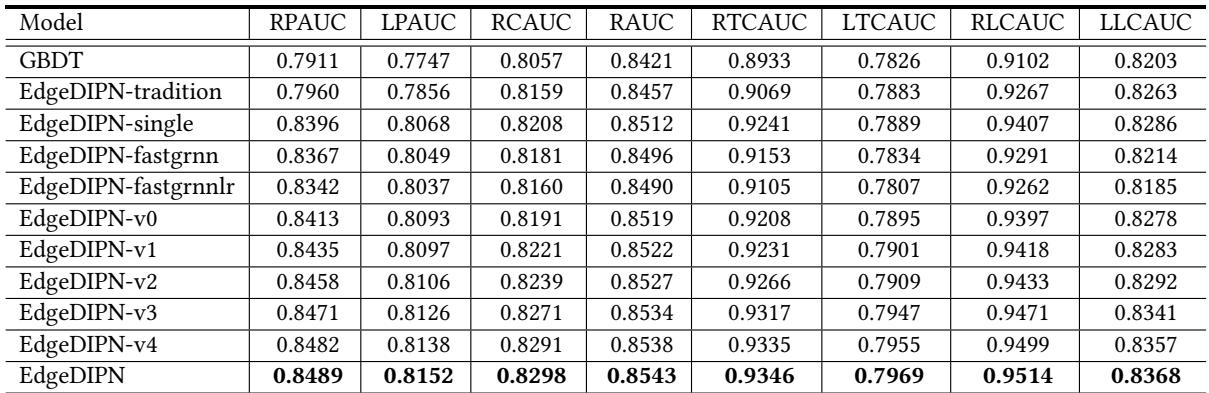 Model RPAUC LPAUC RCAUC RAUC RTCAUC LTCAUC RLCAUC LLCAUC
GBDT 0.7911 0.7747 0.8057 0.8421 0.8933 0.7826 0.9102 0.8203
EdgeDIPN-tradition 0.7960 0.7856 0.8159 0.8457 0.9069 0.7883 0.9267 0.8263
EdgeDIPN-single 0.8396 0.8068 0.8208 0.8512 0.9241 0.7889 0.9407 0.8286
EdgeDIPN-fastgrnn 0.8367 0.8049 0.8181 0.8496 0.9153 0.7834 0.9291 0.8214
EdgeDIPN-fastgrnnlr 0.8342 0.8037 0.8160 0.8490 0.9105 0.7807 0.9262 0.8185
EdgeDIPN-v0 0.8413 0.8093 0.8191 0.8519 0.9208 0.7895 0.9397 0.8278
EdgeDIPN-v1 0.8435 0.8097 0.8221 0.8522 0.9231 0.7901 0.9418 0.8283
EdgeDIPN-v2 0.8458 0.8106 0.8239 0.8527 0.9266 0.7909 0.9433 0.8292
EdgeDIPN-v3 0.8471 0.8126 0.8271 0.8534 0.9317 0.7947 0.9471 0.8341
EdgeDIPN-v4 0.8482 0.8138 0.8291 0.8538 0.9335 0.7955 0.9499 0.8357
EdgeDIPN 0.8489 0.8152 0.8298 0.8543 0.9346 0.7969 0.9514 0.8368